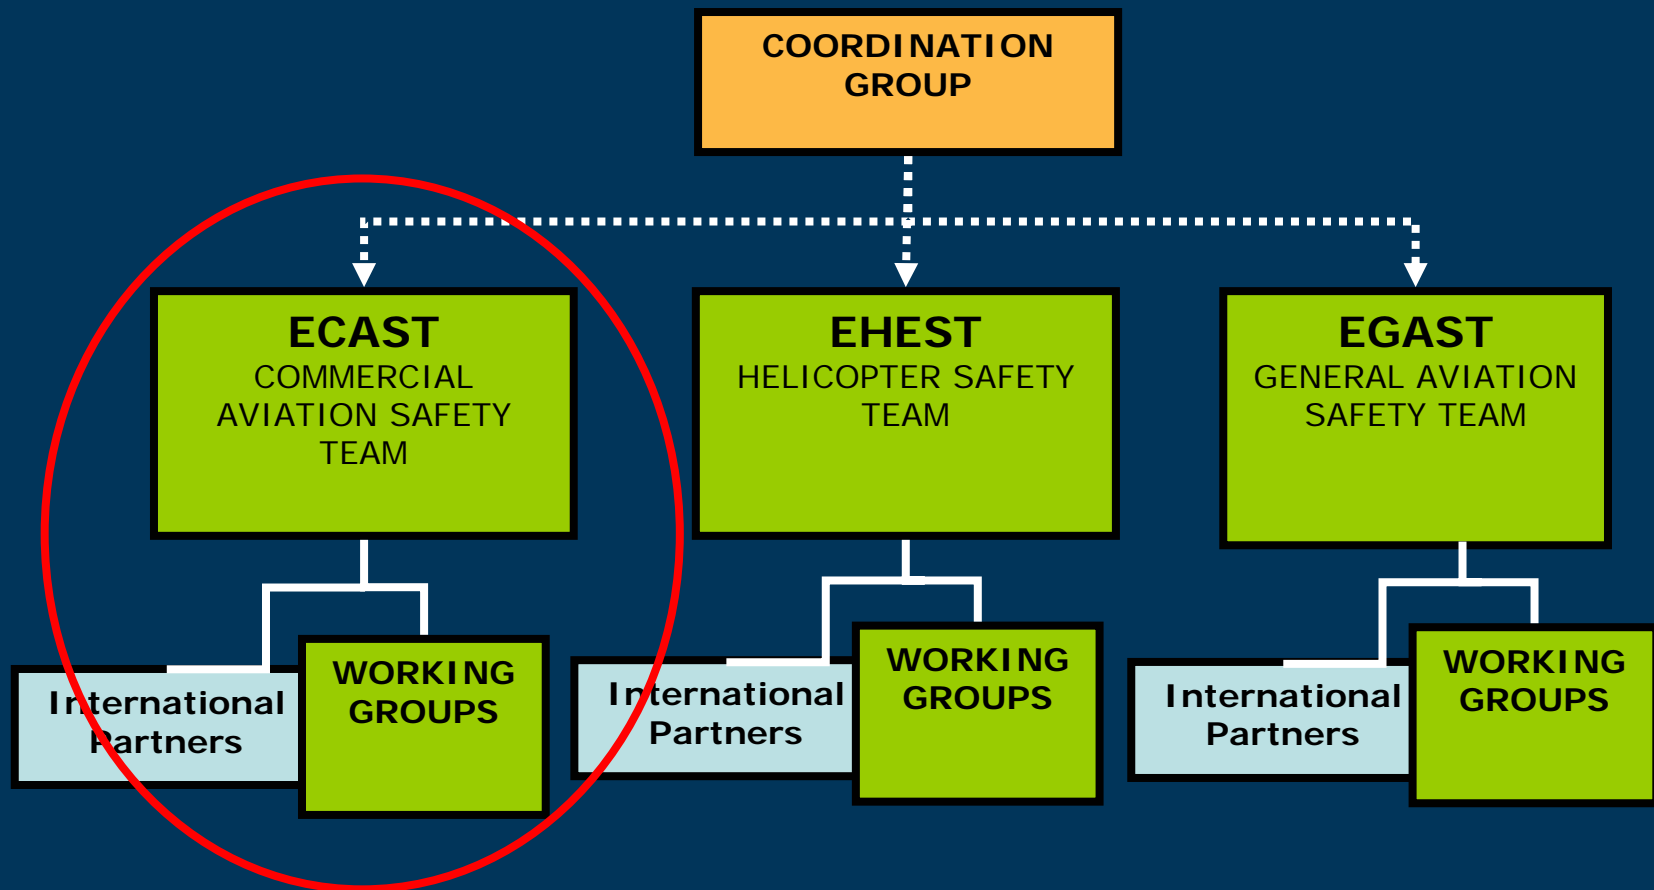 COORDINATION
GROUP
ECAST
COMMERCIAL
AVIATION SAFETY
TEAM
EHEST
HELICOPTER SAFETY
TEAM
EGAST
GENERAL AVIATION
SAFETY TEAM
International
Partners
WORKING
GROUPS
International
Partners
WORKING
GROUPS
International
Partners
WORKING
GROUPS